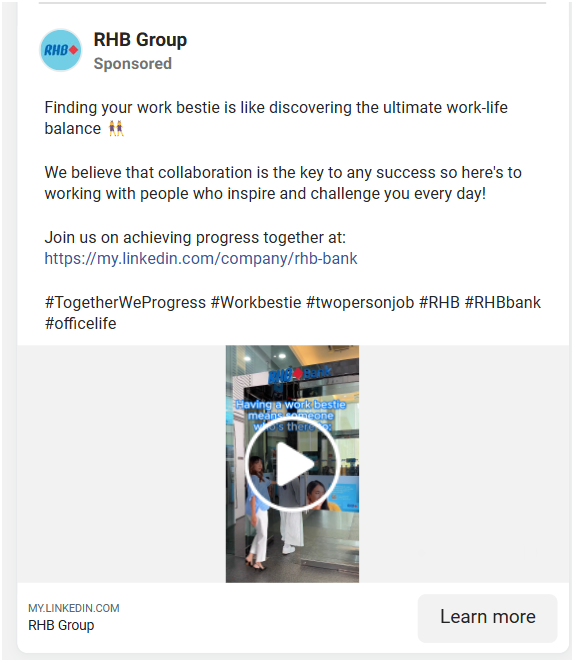 RHB
RHB Group
Sponsored
Finding your work bestie is like discovering the ultimate work-life
balance 👯
We believe that collaboration is the key to any success so here's to
working with people who inspire and challenge you every day!
Join us on achieving progress together at:
https://my.linkedin.com/company/rhb-bank
#TogetherWeProgress #Workbestie #twopersonjob #RHB #RHBbank
#officelife
RHB Bank
Having a work bestie
means someone
who's there to:
MY.LINKEDIN.COM
RHB Group
Learn more